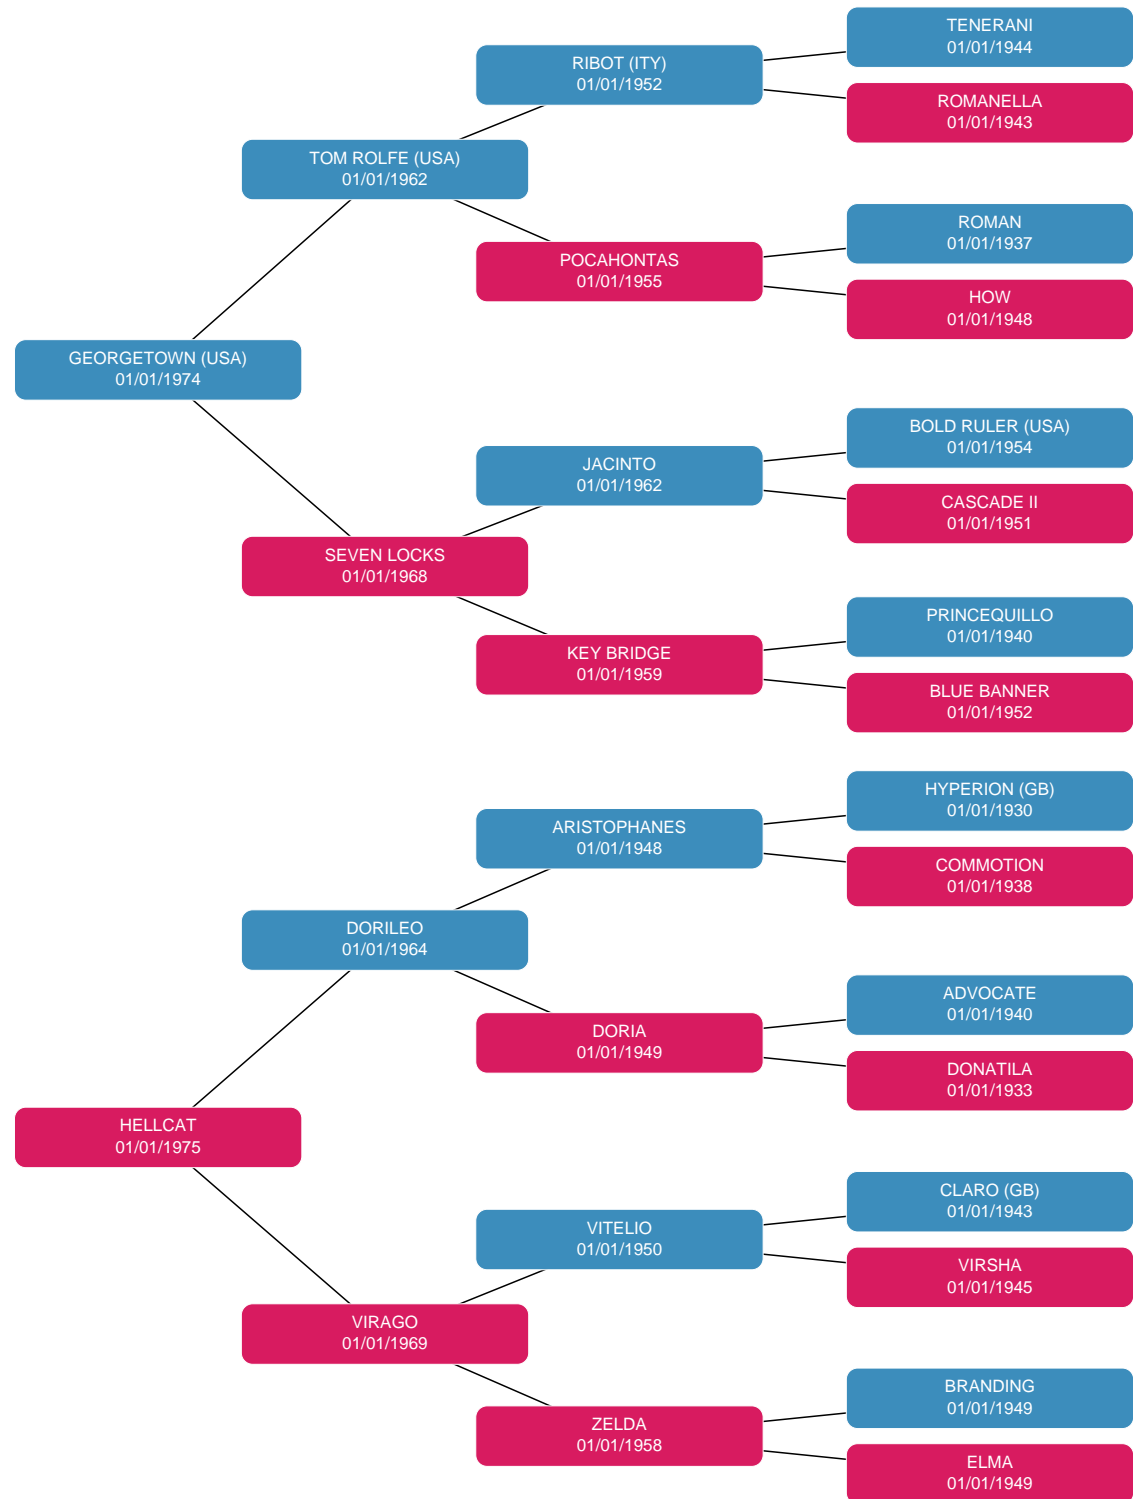 TENERANI
01/01/1944
RIBOT (ITY)
01/01/1952
ROMANELLA
01/01/1943
TOM ROLFE (USA)
01/01/1962
ROMAN
01/01/1937
POCAHONTAS
01/01/1955
HOW
01/01/1948
GEORGETOWN (USA)
01/01/1974
BOLD RULER (USA)
01/01/1954
JACINTO
01/01/1962
CASCADE II
01/01/1951
SEVEN LOCKS
01/01/1968
PRINCEQUILLO
01/01/1940
KEY BRIDGE
01/01/1959
BLUE BANNER
01/01/1952
HYPERION (GB)
01/01/1930
ARISTOPHANES
01/01/1948
COMMOTION
01/01/1938
DORILEO
01/01/1964
ADVOCATE
01/01/1940
DORIA
01/01/1949
DONATILA
01/01/1933
HELLCAT
01/01/1975
CLARO (GB)
01/01/1943
VITELIO
01/01/1950
VIRSHA
01/01/1945
VIRAGO
01/01/1969
BRANDING
01/01/1949
ZELDA
01/01/1958
ELMA
01/01/1949